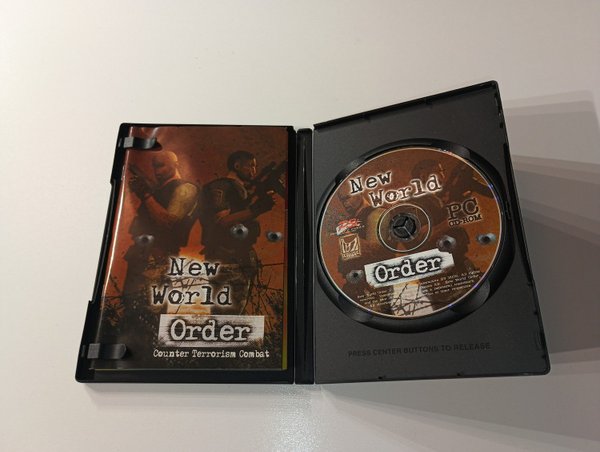 New
World
Order
Counter Terrorism Combat
New
World
PC
CD-ROM
Order
PRESS CENTER BUTTONS TO RELEASE